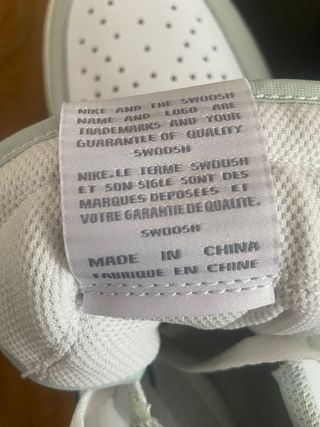 NIKE AND THE SWOOSH
NAME AND LOGO ARE
TRADEMARKS AND YOUR
GUARANTEE OF QUALITY
SWOOSH
NIKE.LE TERME SWOOSH
ET SON SIGLE SONT DES
MARQUES DEPOSEES ET
VOTRE GARANTIE DE QUALITE.
SWOOSH
MADE IN CHINA
FABRIQUE EN CHINE